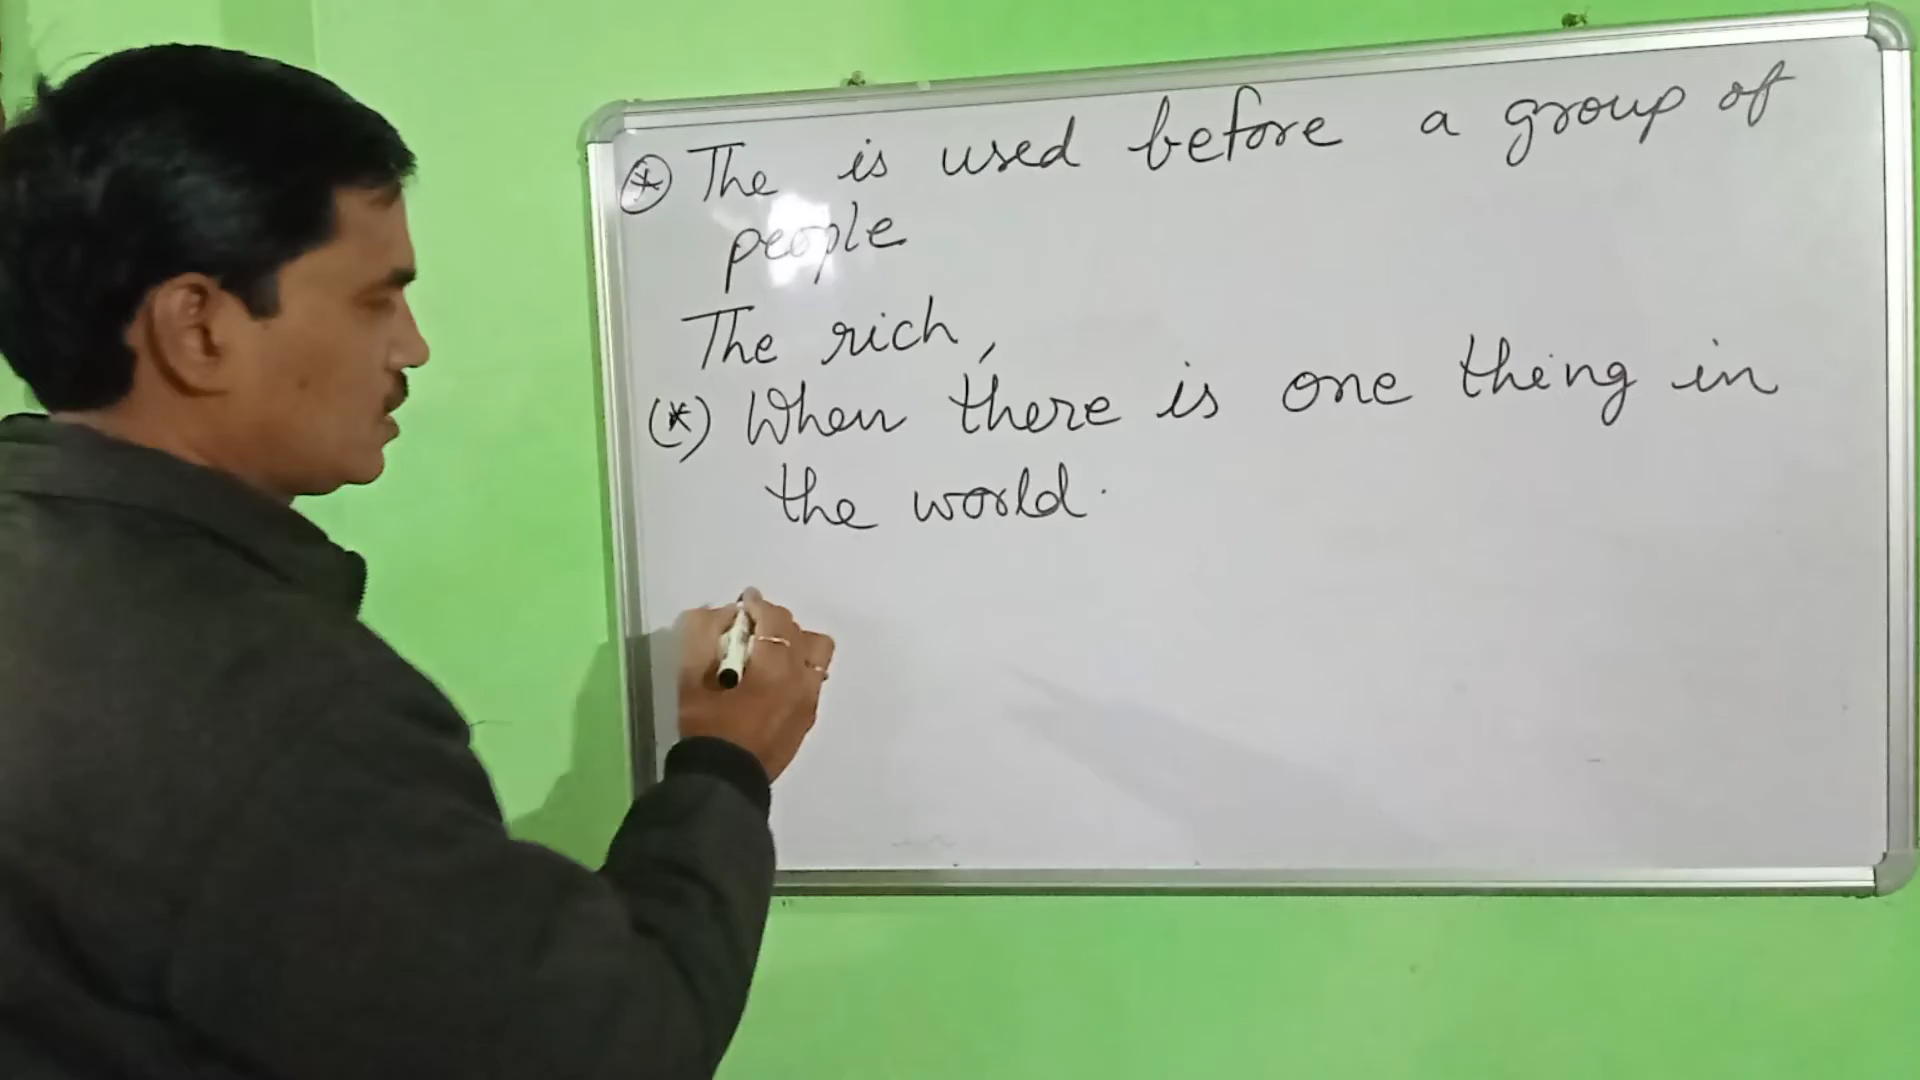 (*) The is used before a group of
people
The rich,
(*) When there is one thing in
the world.